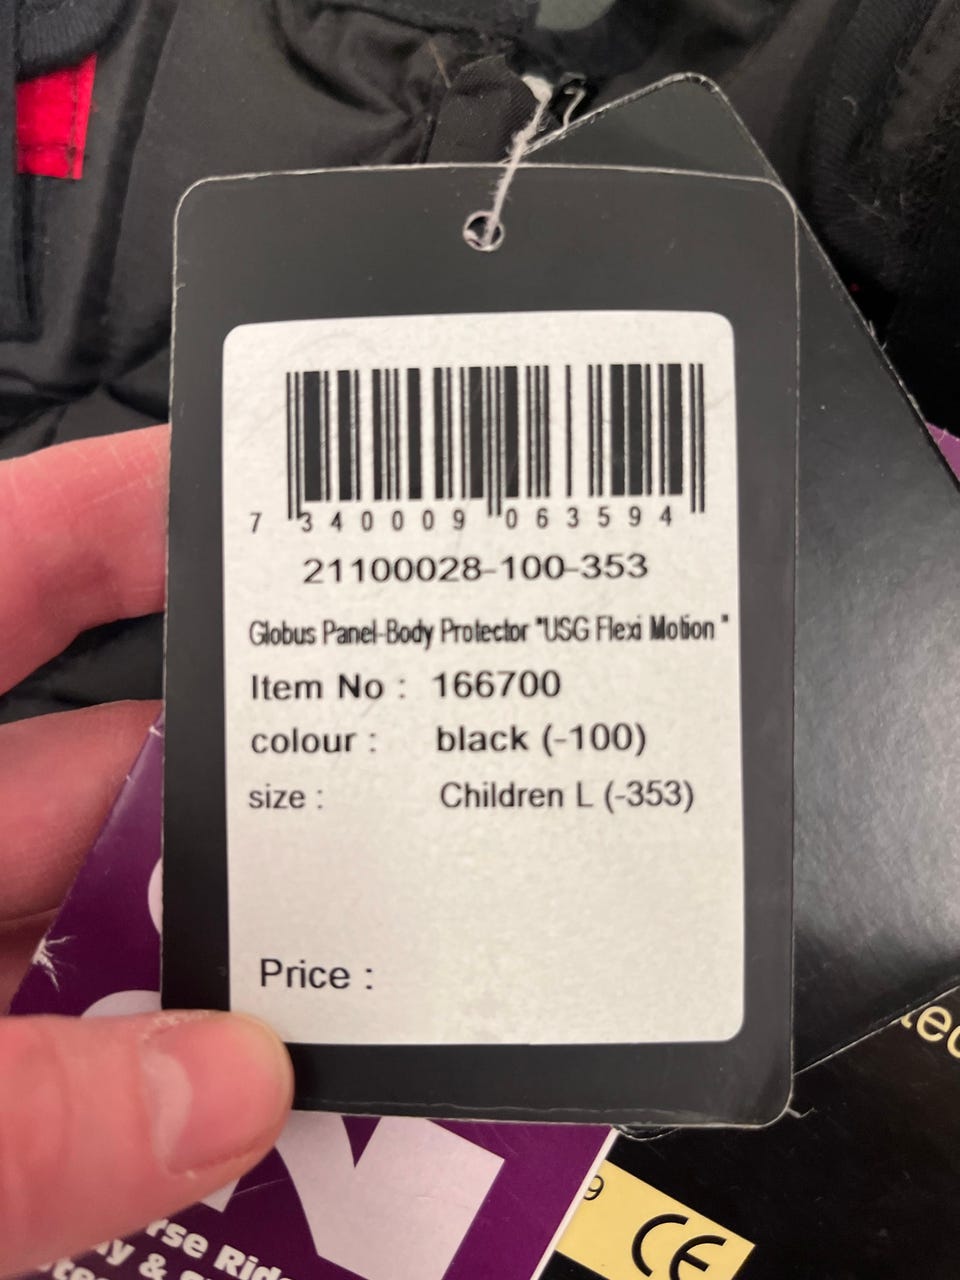 7 340009 063594
21100028-100-353
Globus Panel-Body Protector "USG Flexi Motion "
Item No : 166700
colour : black (-100)
size : Children L (-353)
Price :
9
CE